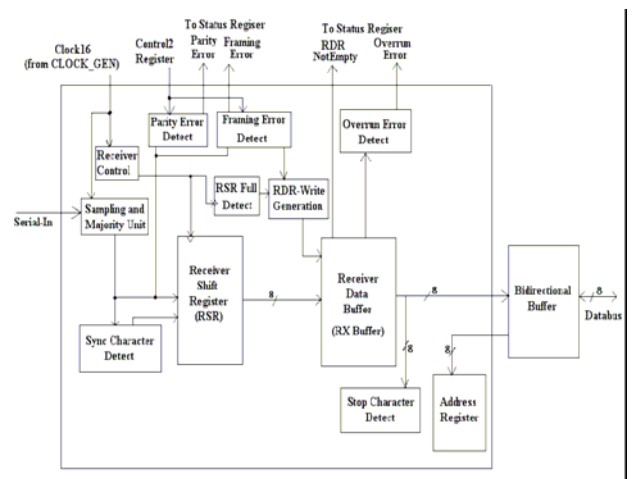 To Status Regiser
To Status Regiser
Clock16
(from CLOCK_GEN)
Control2
Register
Parity
Error
Framing
Error
RDR
NotEmpty
Overrun
Error
Parity Error
Detect
Framing Error
Detect
Overrun Error
Detect
Receiver
Control
RSR Full
Detect
RDR-Write
Generation
Serial-In
Sampling and
Majority Unit
Receiver
Shift
Register
(RSR)
8
Receiver
Data
Buffer
(RX Buffer)
8
Bidirectional
Buffer
8
Databus
Sync Character
Detect
8
8
Stop Character
Detect
Address
Register